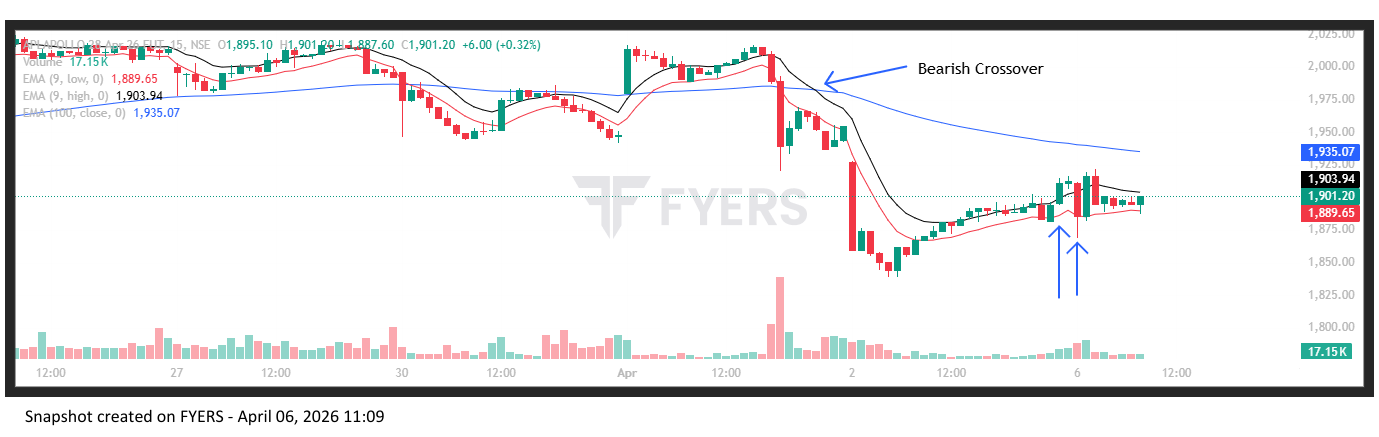 APLAPOLLO 28 Apr 26 FUT, 15, NSE O1,895.10 H1,901.20 L1,887.60 C1,901.20 +6.00 (+0.32%)
Volume 17.15K
EMA (9, low, 0) 1,889.65
EMA (9, high, 0) 1,903.94
EMA (100, close, 0) 1,935.07
Bearish Crossover
FYERS
2,025.00
2,000.00
1,975.00
1,950.00
1,935.07
1,925.00
1,903.94
1,901.20
1,889.65
1,875.00
1,850.00
1,825.00
1,800.00
17.15K
12:00 27 12:00 30 12:00 Apr 12:00 2 12:00 6 12:00
Snapshot created on FYERS - April 06, 2026 11:09